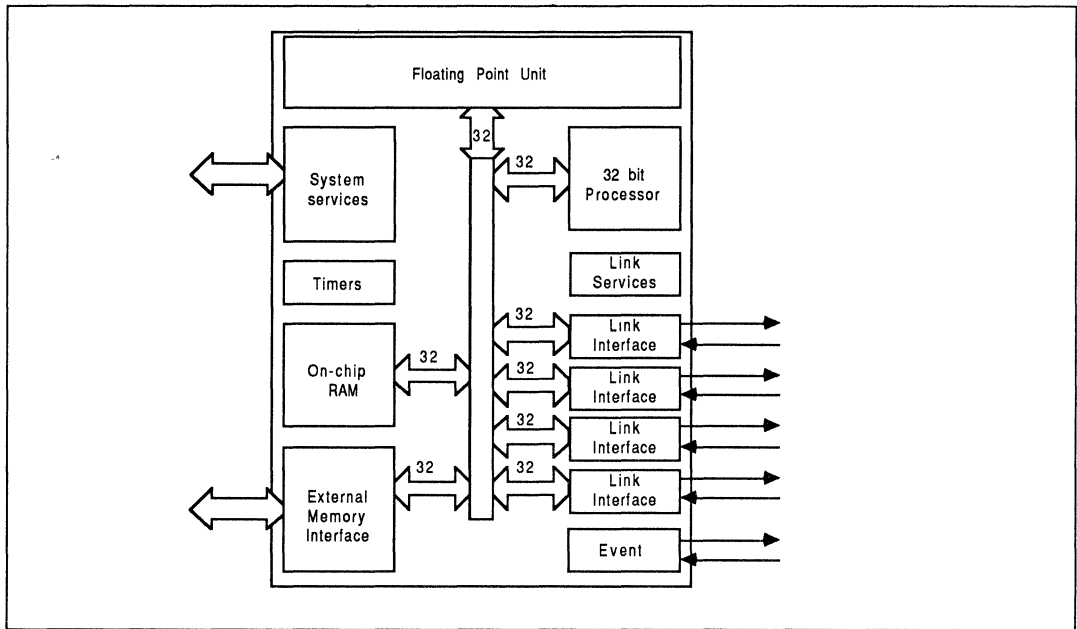 Floating Point Unit
32
System
services
32
32 bit
Processor
Timers
Link
Services
32
Link
Interface
On-chip
RAM
32
32
Link
Interface
32
Link
Interface
External
Memory
Interface
32
32
Link
Interface
Event